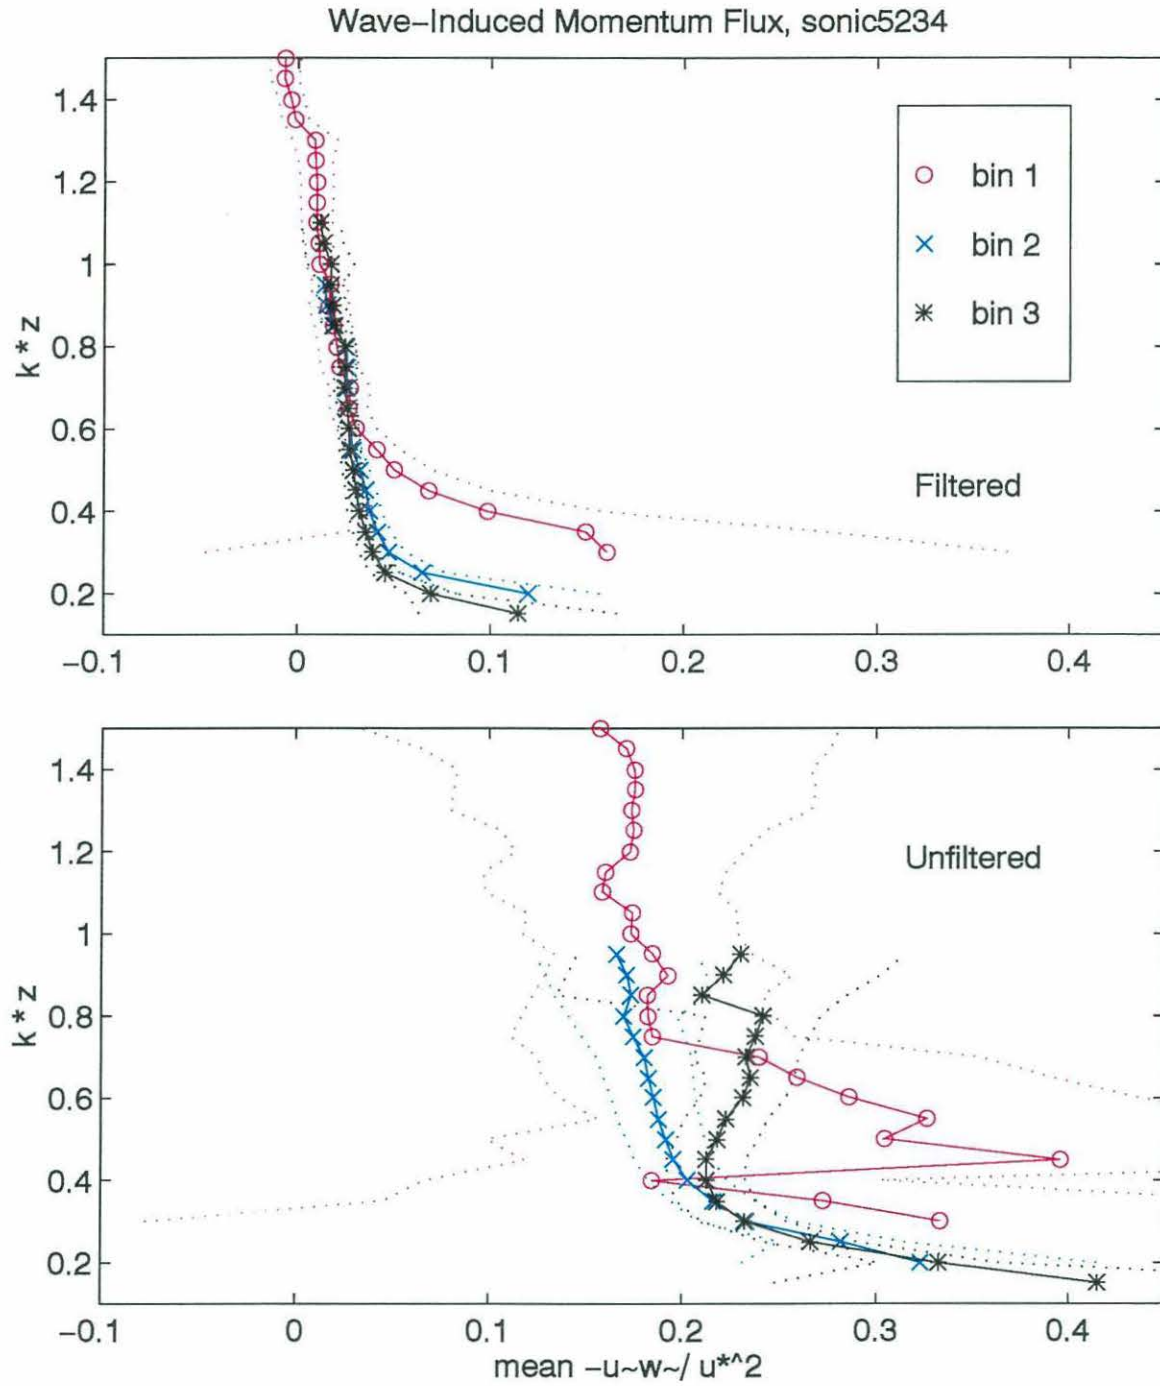 Wave−Induced Momentum Flux, sonic5234
k * z
1.4
1.2
1
0.8
0.6
0.4
0.2
−0.1
0
0.1
0.2
0.3
0.4
bin 1
bin 2
bin 3
Filtered
k * z
1.4
1.2
1
0.8
0.6
0.4
0.2
−0.1
0
0.1
0.2
0.3
0.4
Unfiltered
mean −u~w~/ u*^2